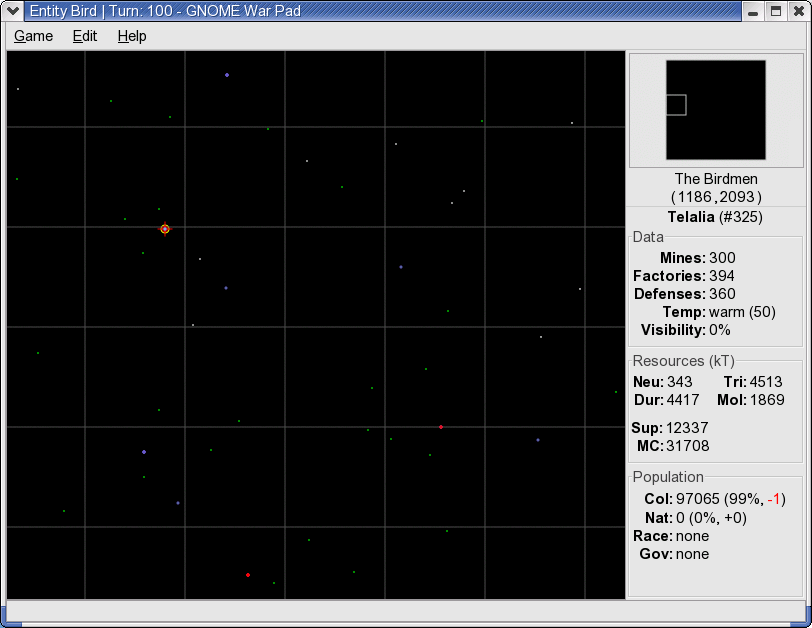 Entity Bird | Turn: 100 - GNOME War Pad
Game Edit Help
The Birdmen
(1186,2093)
Telalia (#325)
Data
Mines: 300
Factories: 394
Defenses: 360
Temp: warm (50)
Visibility: 0%
Resources (kT)
Neu: 343 Tri: 4513
Dur: 4417 Mol: 1869
Sup: 12337
MC: 31708
Population
Col: 97065 (99%, -1)
Nat: 0 (0%, +0)
Race: none
Gov: none